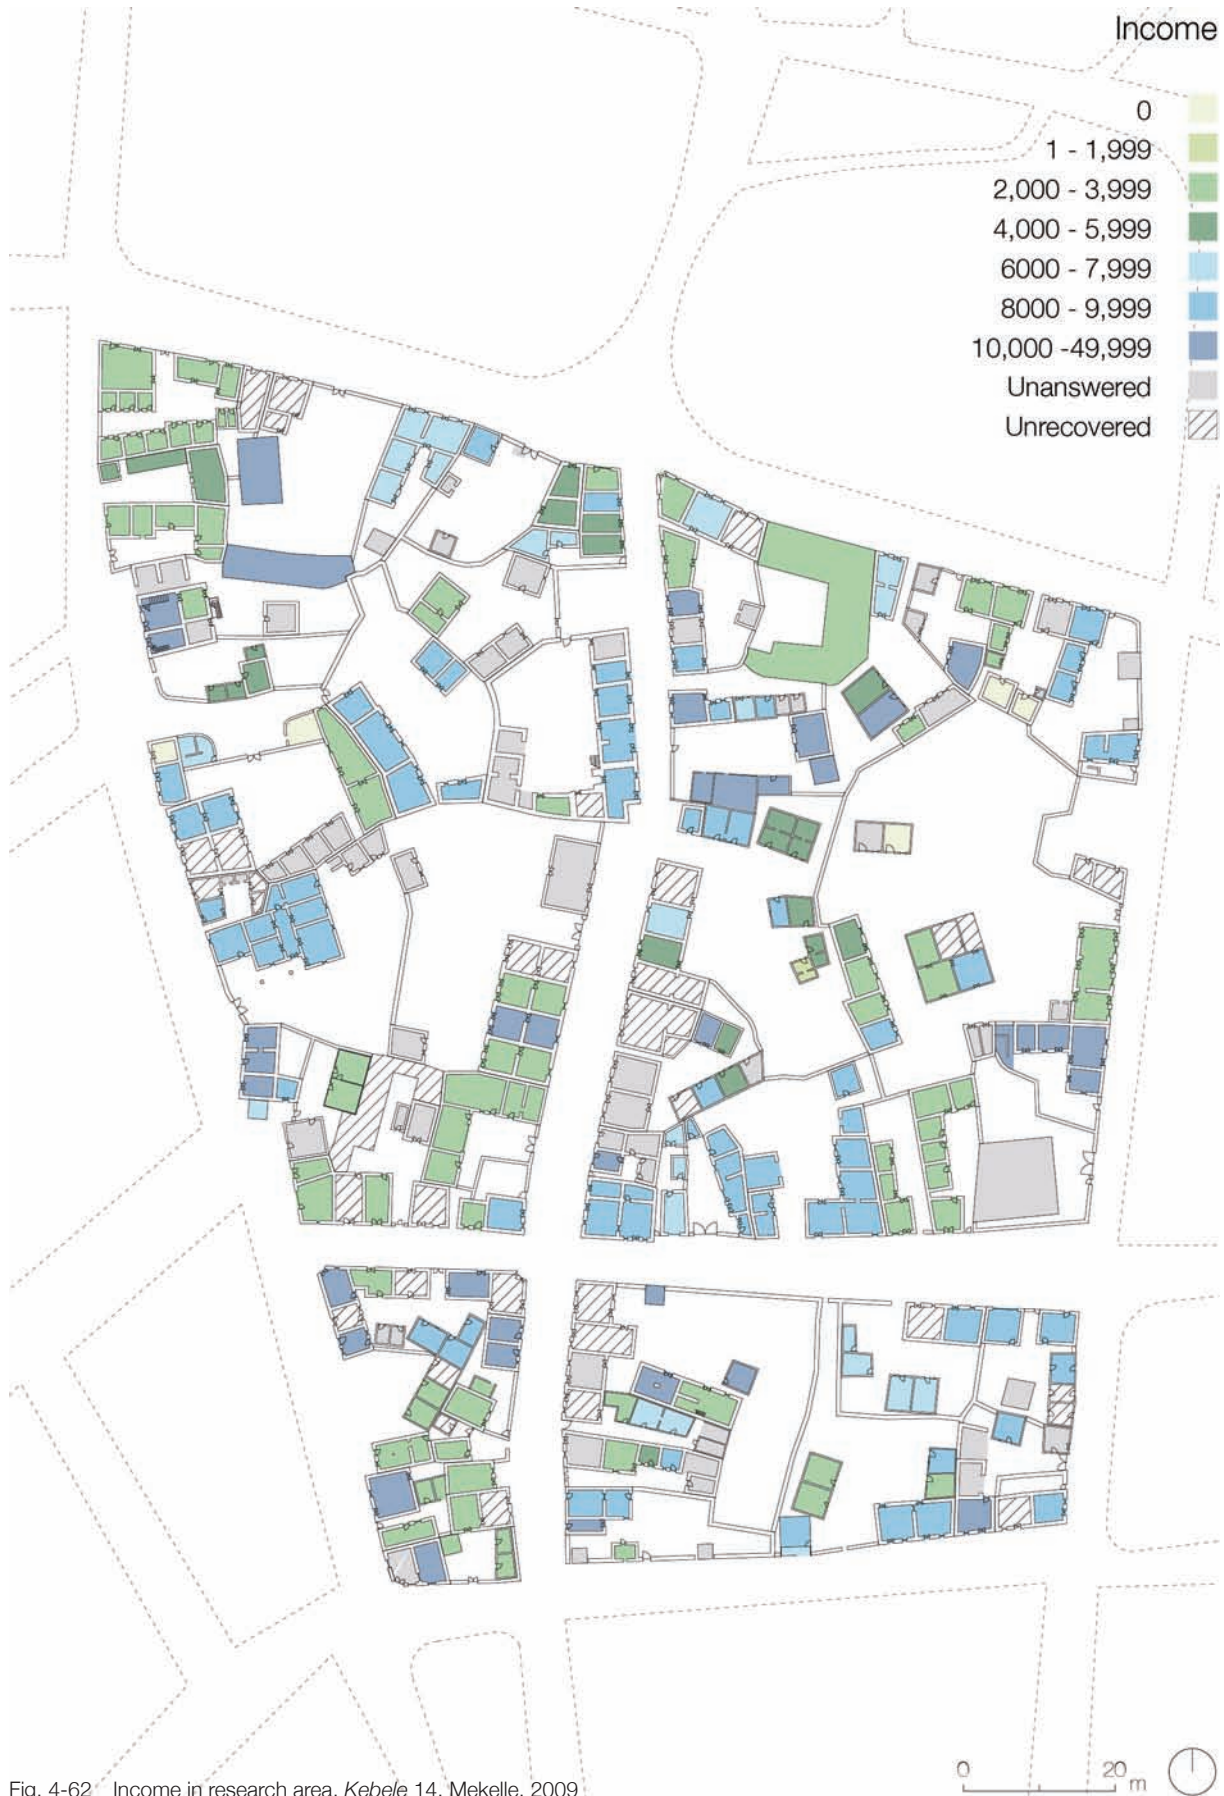 Income
0
1 - 1,999
2,000 - 3,999
4,000 - 5,999
6000 - 7,999
8000 - 9,999
10,000 -49,999
Unanswered
Unrecovered
0 20 m
Fig. 4-62 Income in research area, Kebele 14, Mekelle, 2009